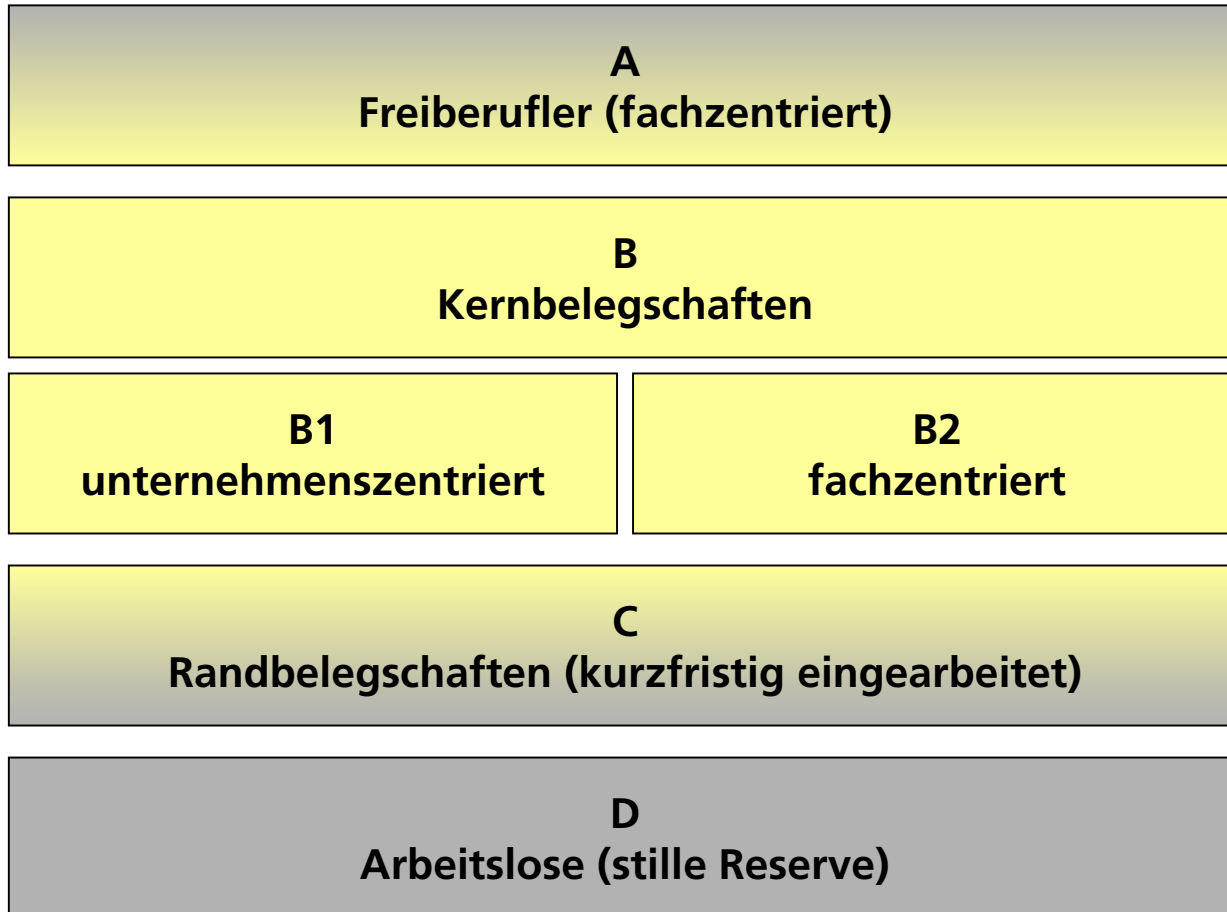 A
Freiberufler (fachzentriert)
B
Kernbelegschaften
B1
unternehmenszentriert
B2
fachzentriert
C
Randbelegschaften (kurzfristig eingearbeitet)
D
Arbeitslose (stille Reserve)